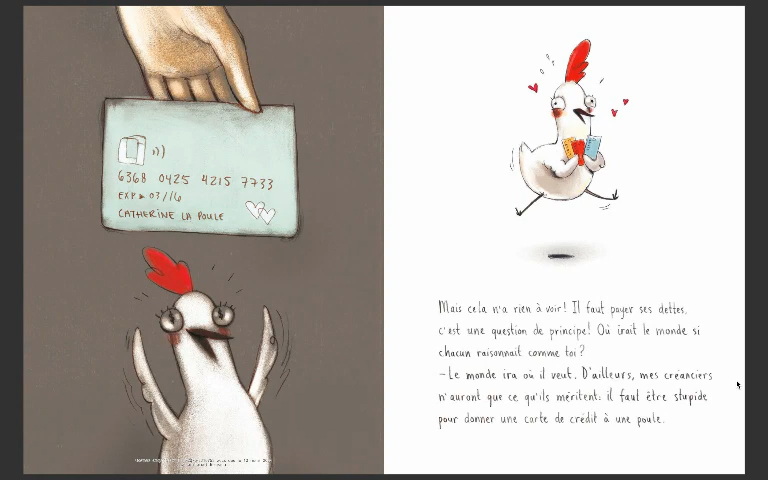 6368 0425 4215 7733
EXP ▸ 03/16
CATHERINE LA POULE
Mais cela n'a rien à voir! Il faut payer ses dettes,
c'est une question de principe! Où irait le monde si
chacun raisonnait comme toi?
–Le monde ira où il veut. D'ailleurs, mes créanciers
n'auront que ce qu'ils méritent: il faut être stupide
pour donner une carte de crédit à une poule.